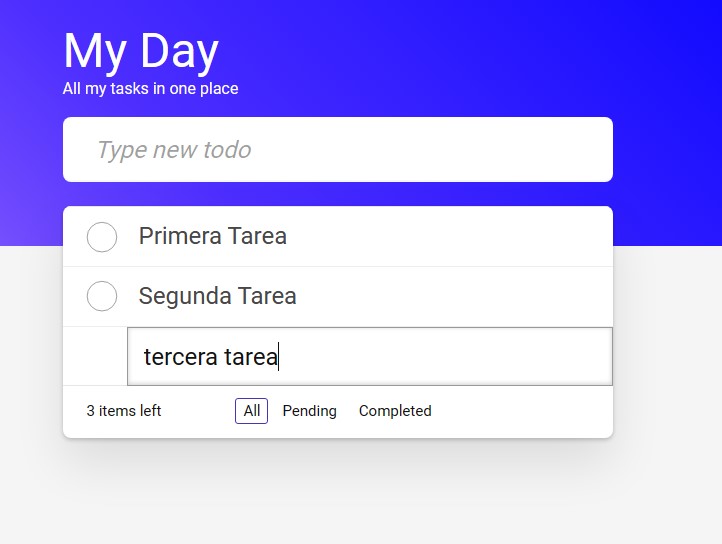 My Day
All my tasks in one place
Type new todo
Primera Tarea
Segunda Tarea
tercera tarea
3 items left All Pending Completed